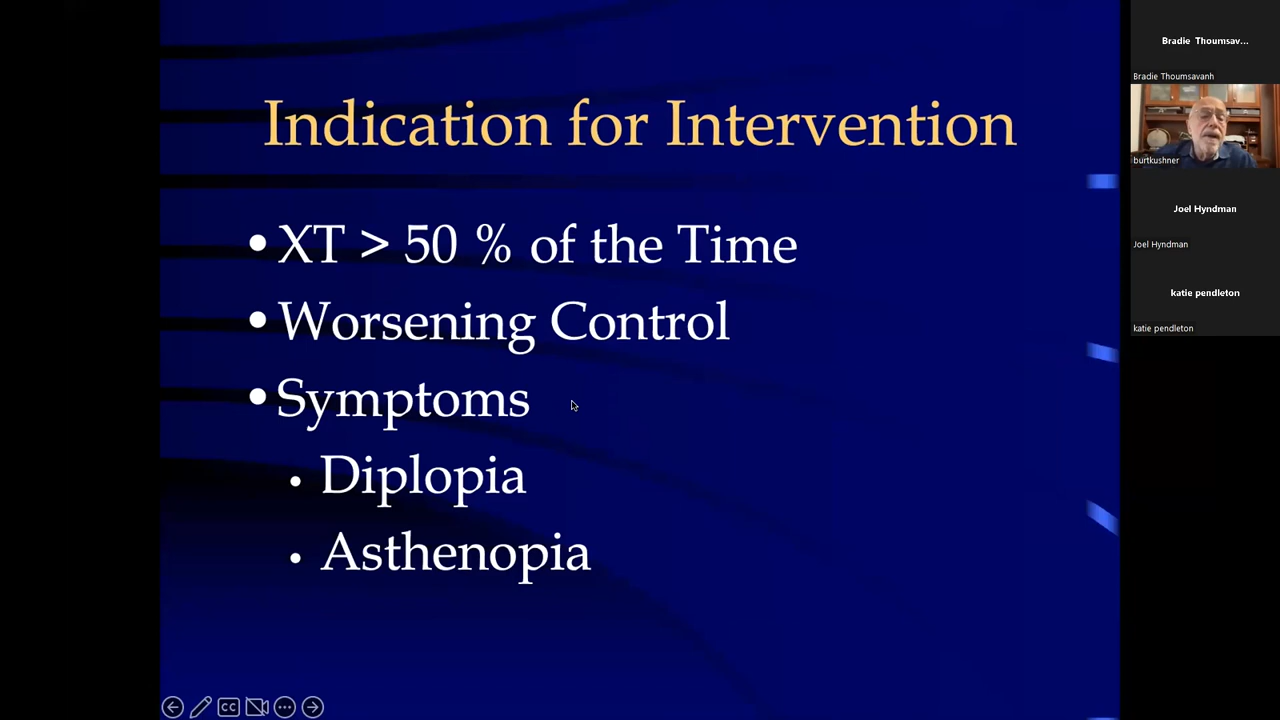 Indication for Intervention
• XT > 50 % of the Time
• Worsening Control
• Symptoms
• Diplopia
• Asthenopia
CC
Bradie Thoumsav...
Bradie Thoumsavanh
burtkushner
Joel Hyndman
Joel Hyndman
katie pendleton
katie pendleton